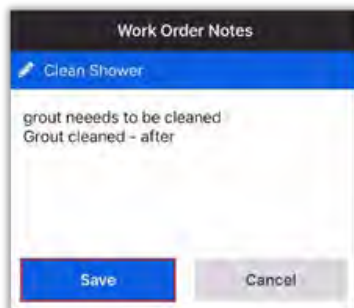 Work Order Notes
Clean Shower
grout neeeds to be cleaned
Grout cleaned - after
Save
Cancel